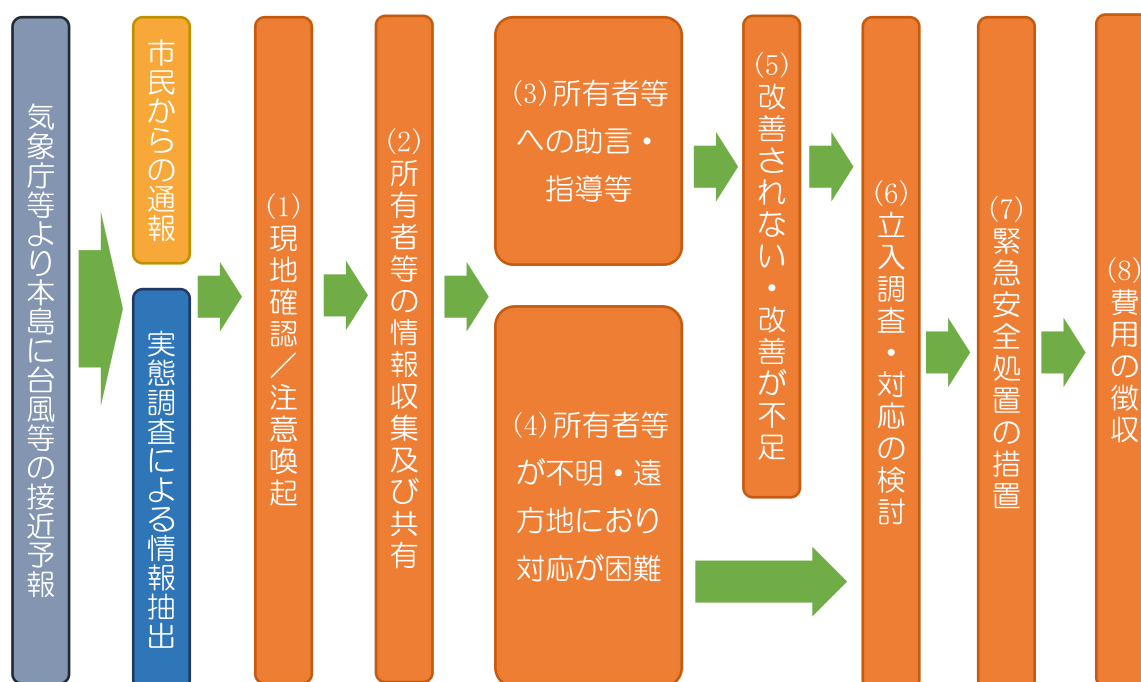 気象庁等より本島に台風等の接近予報
市民からの通報
実態調査による情報抽出
(1)現地確認／注意喚起
(2)所有者等の情報収集及び共有
(3)所有者等
への助言・
指導等
(4)所有者等
が不明・遠
方地におり
対応が困難
(5)改善されない・改善が不足
(6)立入調査・対応の検討
(7)緊急安全処置の措置
(8)費用の徴収